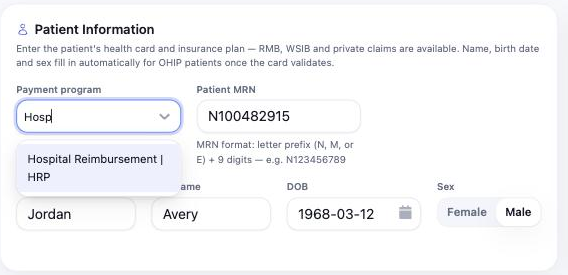 Patient Information
Enter the patient's health card and insurance plan — RMB, WSIB and private claims are available. Name, birth date
and sex fill in automatically for OHIP patients once the card validates.
Payment program
Patient MRN
Hosp
N100482915
Hospital Reimbursement |
HRP
MRN format: letter prefix (N, M, or
E) + 9 digits — e.g. N123456789
DOB
Sex
Jordan
Avery
1968-03-12
Female
Male